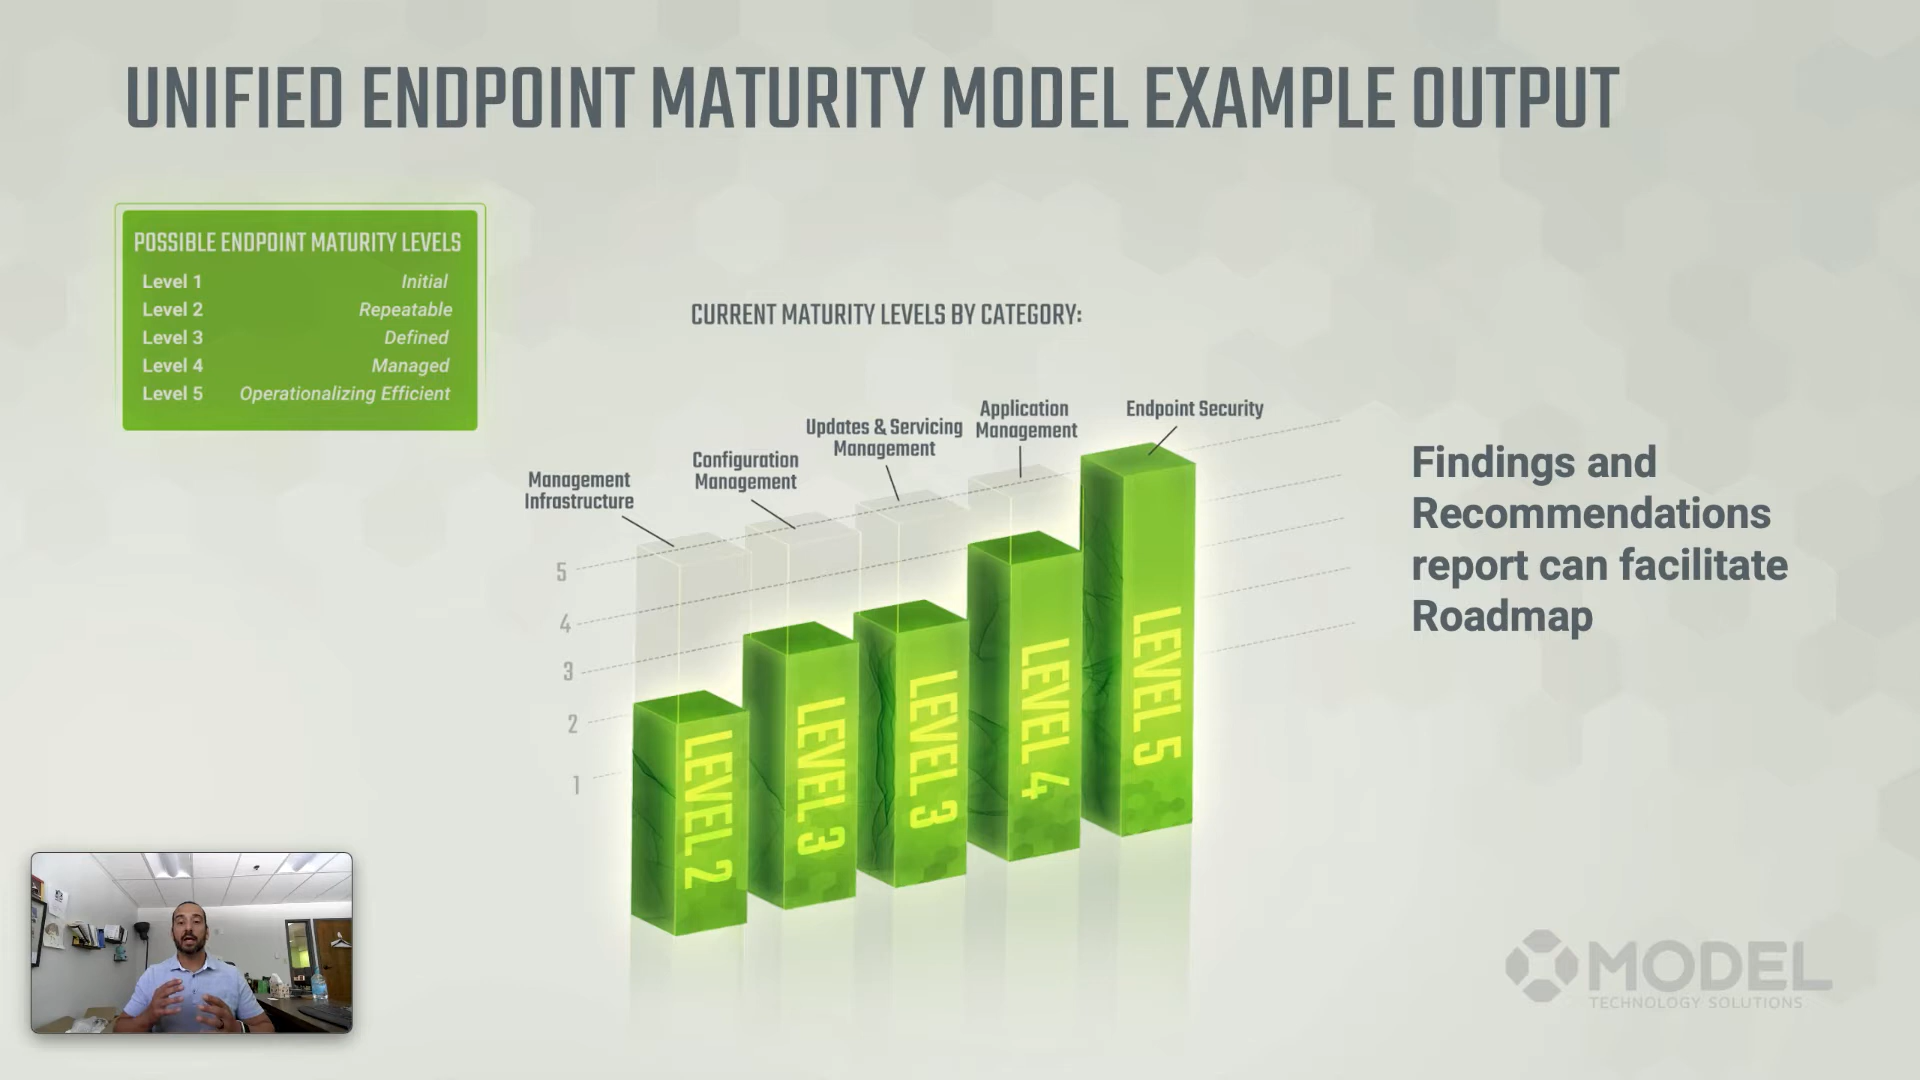 UNIFIED ENDPOINT MATURITY MODEL EXAMPLE OUTPUT
POSSIBLE ENDPOINT MATURITY LEVELS
Level 1 Initial
Level 2 Repeatable
Level 3 Defined
Level 4 Managed
Level 5 Operationalizing Efficient
CURRENT MATURITY LEVELS BY CATEGORY:
Management
Infrastructure
Configuration
Management
Updates & Servicing
Management
Application
Management
Endpoint Security
5
4
3
2
1
LEVEL 2
LEVEL 3
LEVEL 3
LEVEL 4
LEVEL 5
Findings and
Recommendations
report can facilitate
Roadmap
MODEL
TECHNOLOGY SOLUTIONS